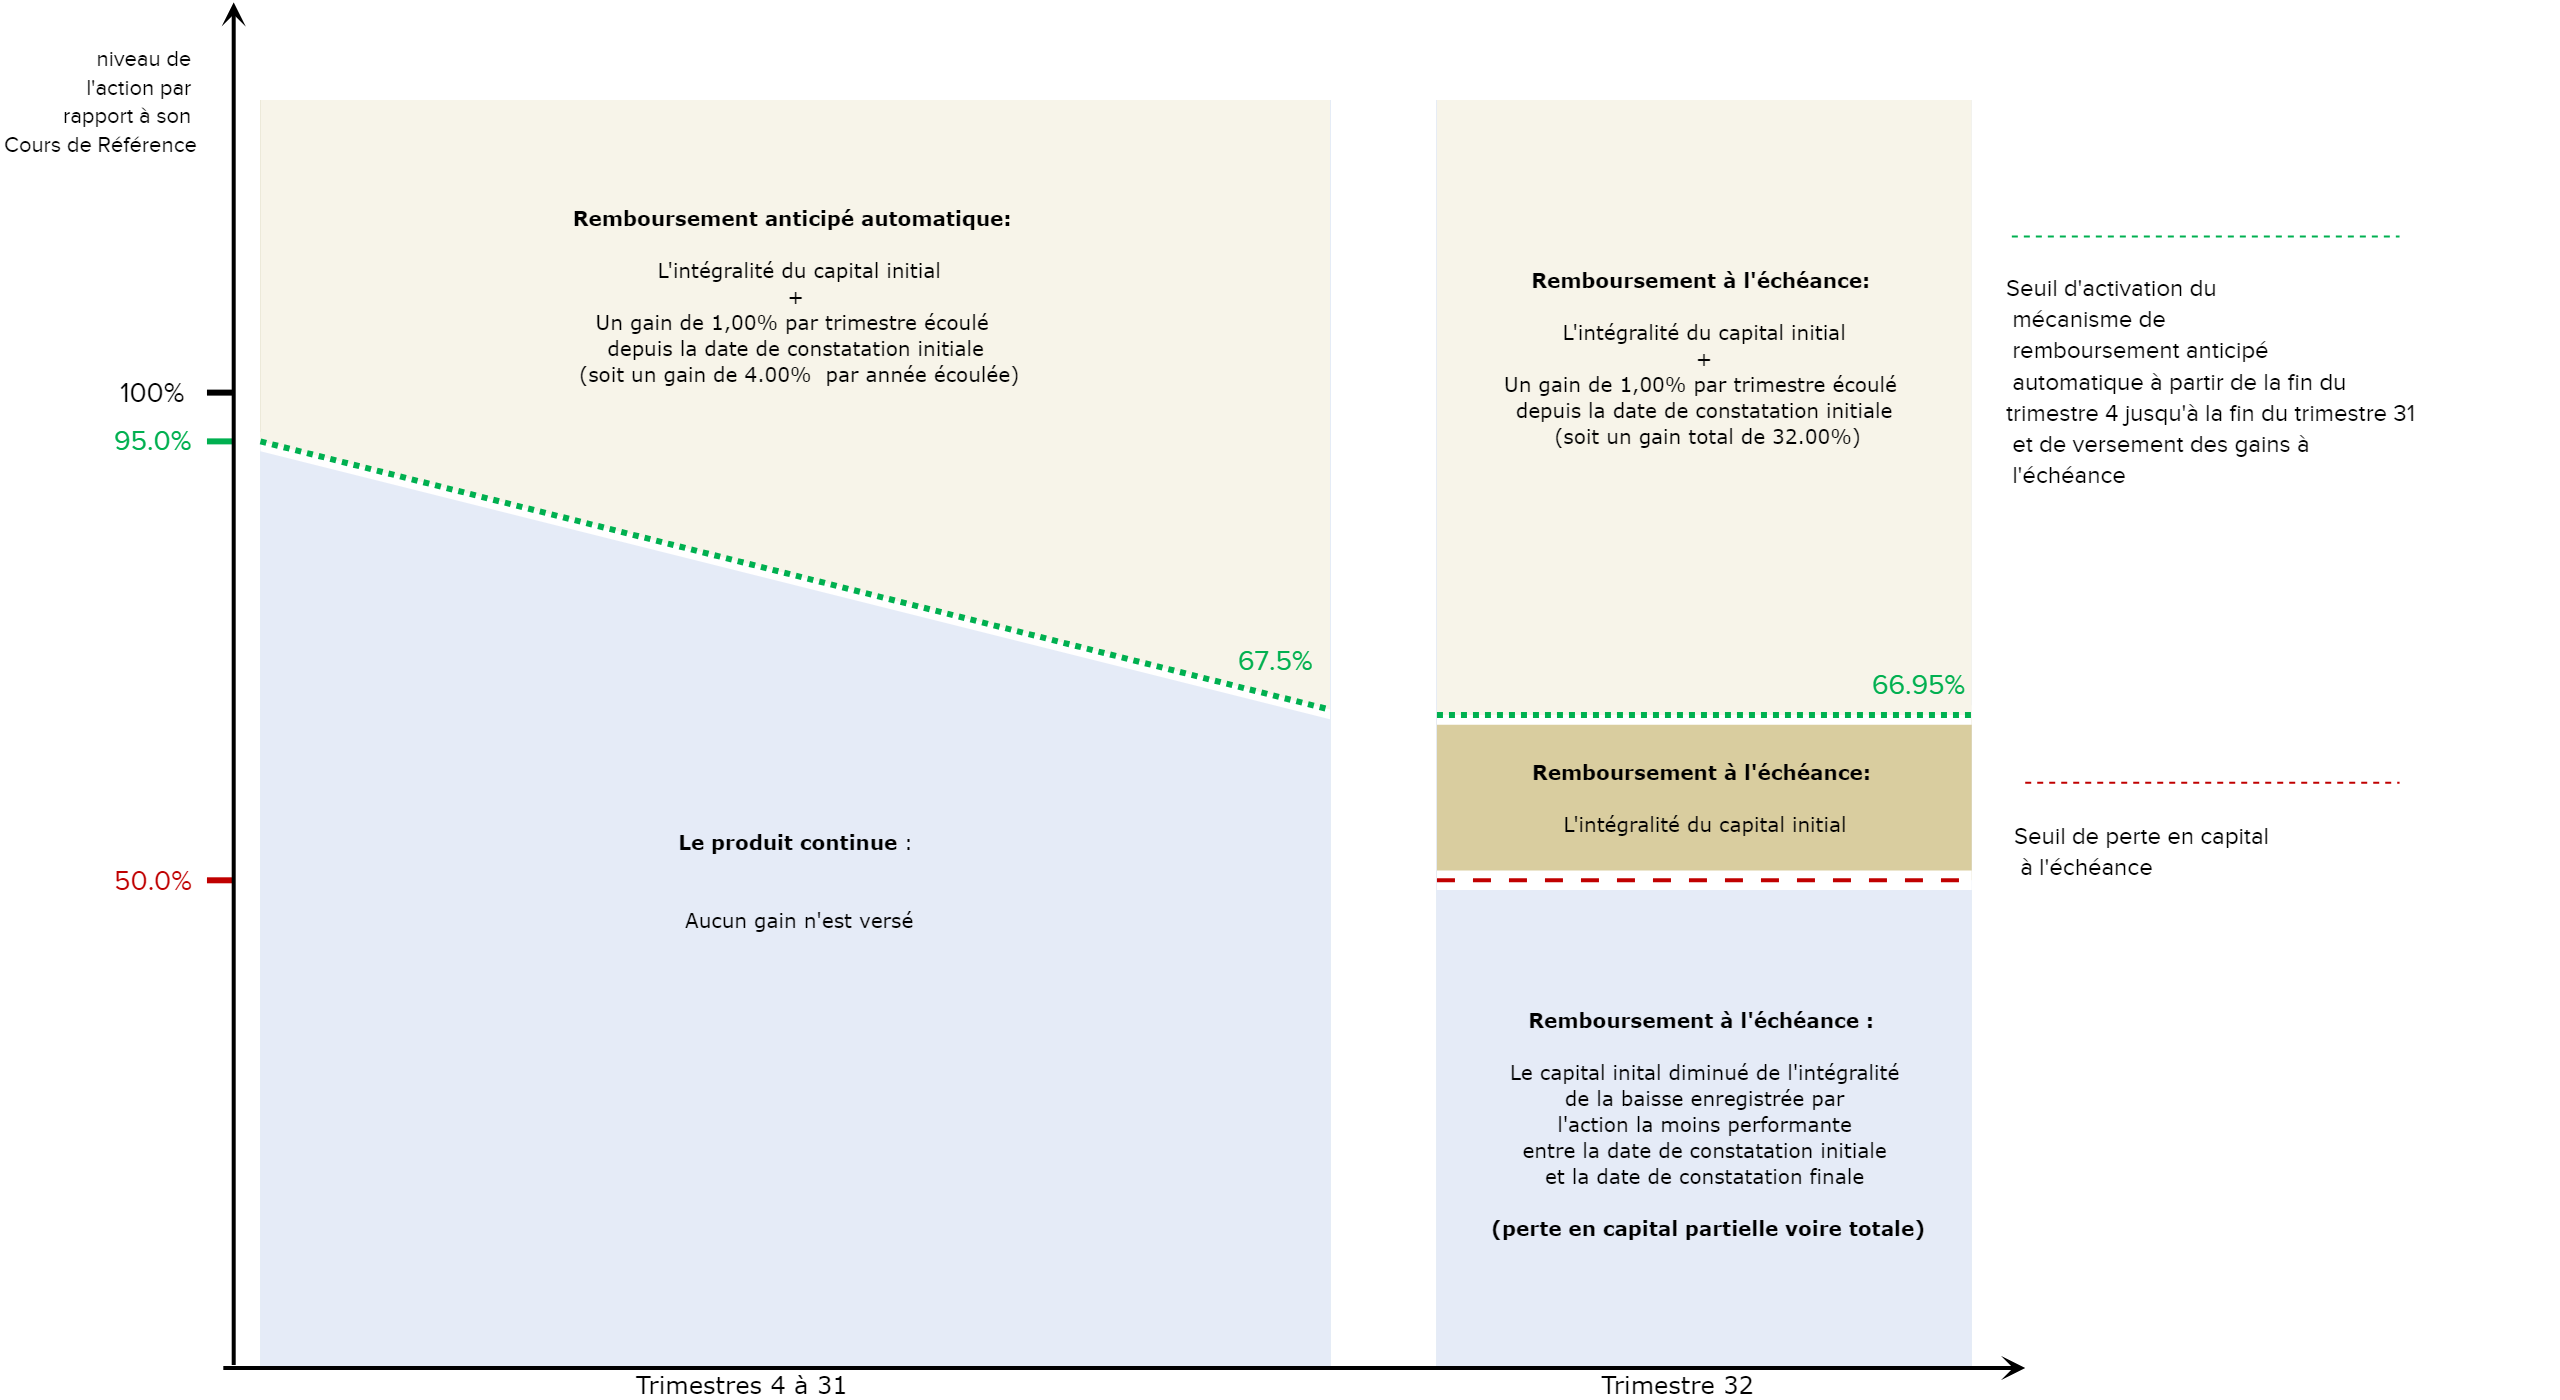 niveau de
l'action par
rapport à son
Cours de Référence
100%
95.0%
50.0%
Remboursement anticipé automatique:
L'intégralité du capital initial
+
Un gain de 1,00% par trimestre écoulé
depuis la date de constatation initiale
(soit un gain de 4.00%  par année écoulée)
67.5%
Le produit continue :
Aucun gain n'est versé
Trimestres 4 à 31
Remboursement à l'échéance:
L'intégralité du capital initial
+
Un gain de 1,00% par trimestre écoulé
depuis la date de constatation initiale
(soit un gain total de 32.00%)
66.95%
Remboursement à l'échéance:
L'intégralité du capital initial
Remboursement à l'échéance :
Le capital inital diminué de l'intégralité
de la baisse enregistrée par
l'action la moins performante
entre la date de constatation initiale
et la date de constatation finale
(perte en capital partielle voire totale)
Trimestre 32
Seuil d'activation du
mécanisme de
remboursement anticipé
automatique à partir de la fin du
trimestre 4 jusqu'à la fin du trimestre 31
et de versement des gains à
l'échéance
Seuil de perte en capital
à l'échéance